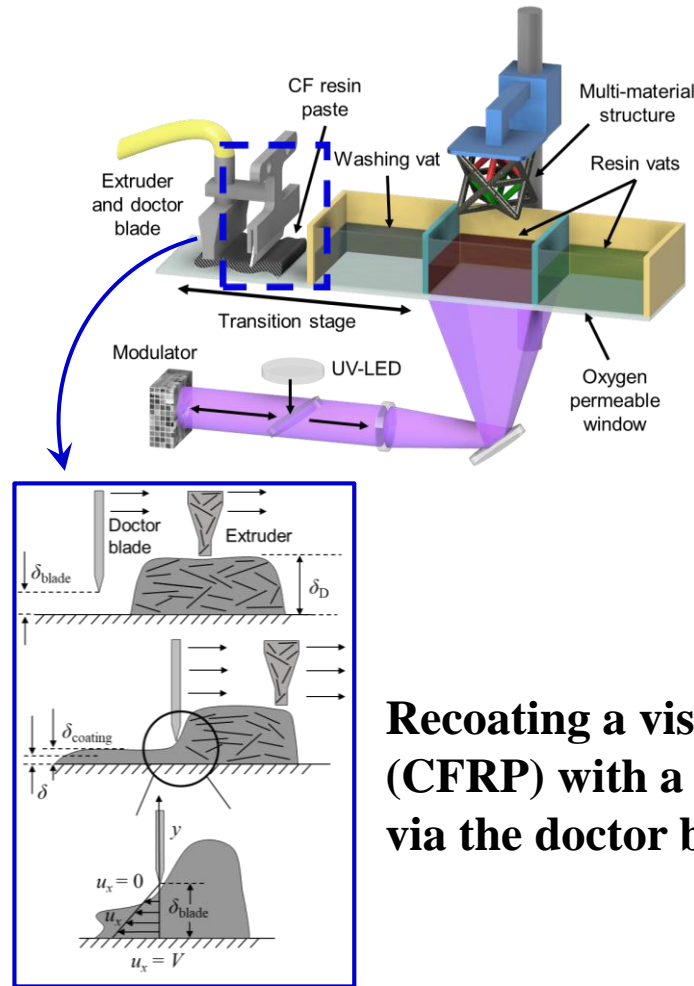 CF resin
paste
Multi-material
structure
Washing vat
Resin vats
Extruder
and doctor
blade
Transition stage
Modulator
UV-LED
Oxygen
permeable
window
Doctor
blade
Extruder
δblade
δD
δcoating
δ
y
ux = 0
ux
δblade
ux = V
Recoating a
(CFRP) with a
via the doctor